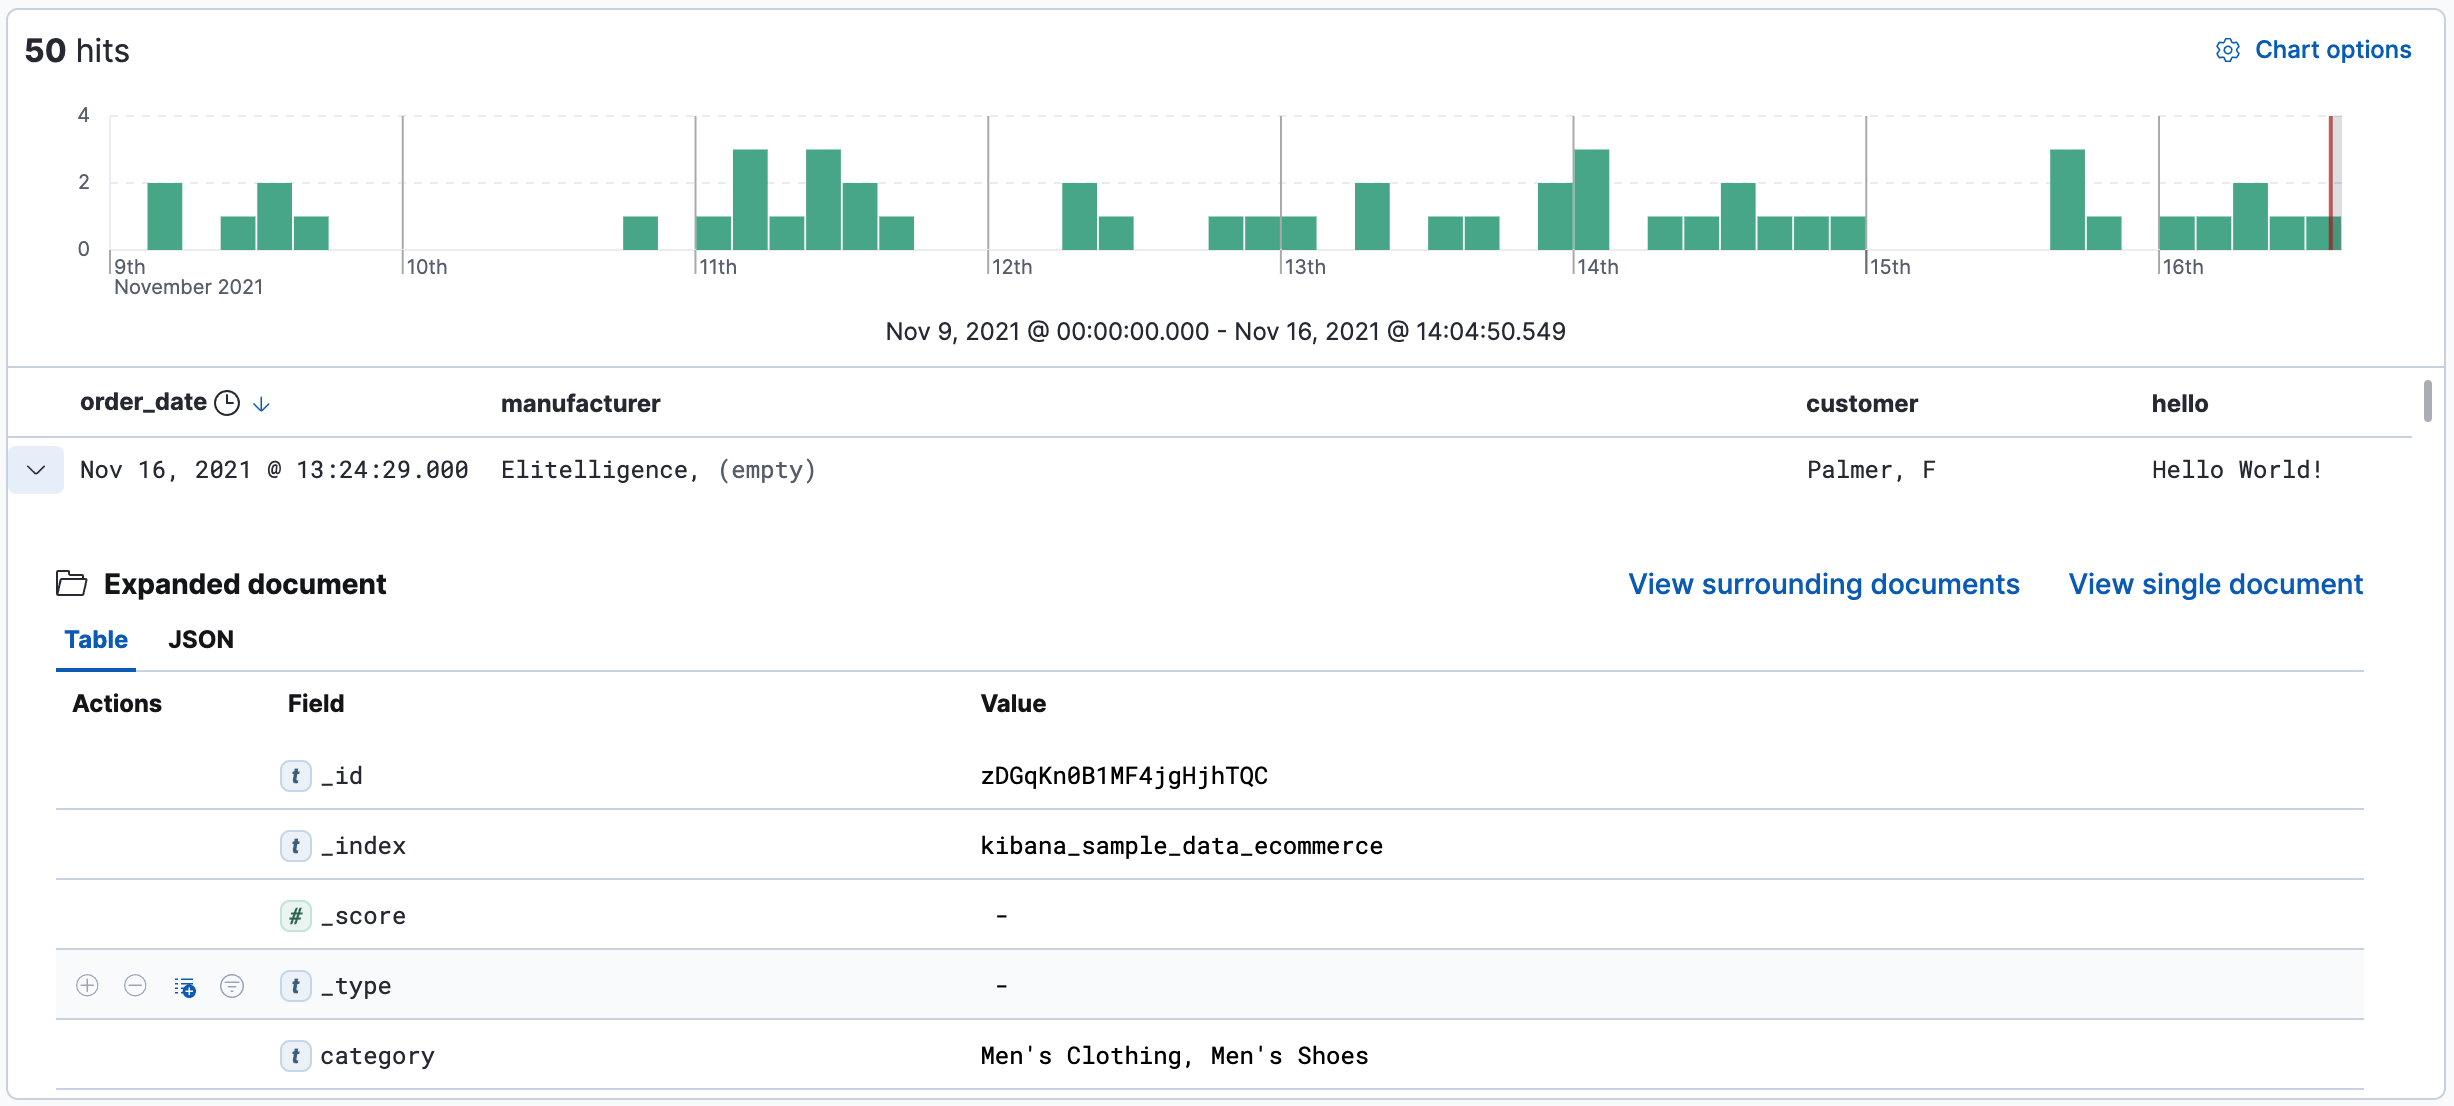 50 hits
Chart options
4
2
0
9th 10th 11th 12th 13th 14th 15th 16th
November 2021
Nov 9, 2021 @ 00:00:00.000 - Nov 16, 2021 @ 14:04:50.549
order_date manufacturer customer hello
Nov 16, 2021 @ 13:24:29.000 Elitelligence, (empty) Palmer, F Hello World!
Expanded document View surrounding documents View single document
Table JSON
Actions Field Value
t _id zDGqKn0B1MF4jgHjhTQC
t _index kibana_sample_data_ecommerce
# _score -
t _type -
t category Men's Clothing, Men's Shoes